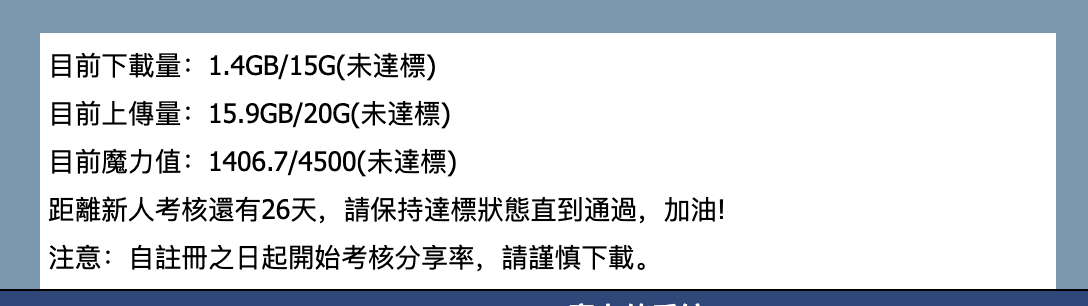 目前下載量：1.4GB/15G(未達標)
目前上傳量：15.9GB/20G(未達標)
目前魔力值：1406.7/4500(未達標)
距離新人考核還有26天，請保持達標狀態直到通過，加油!
注意：自註冊之日起開始考核分享率，請謹慎下載。